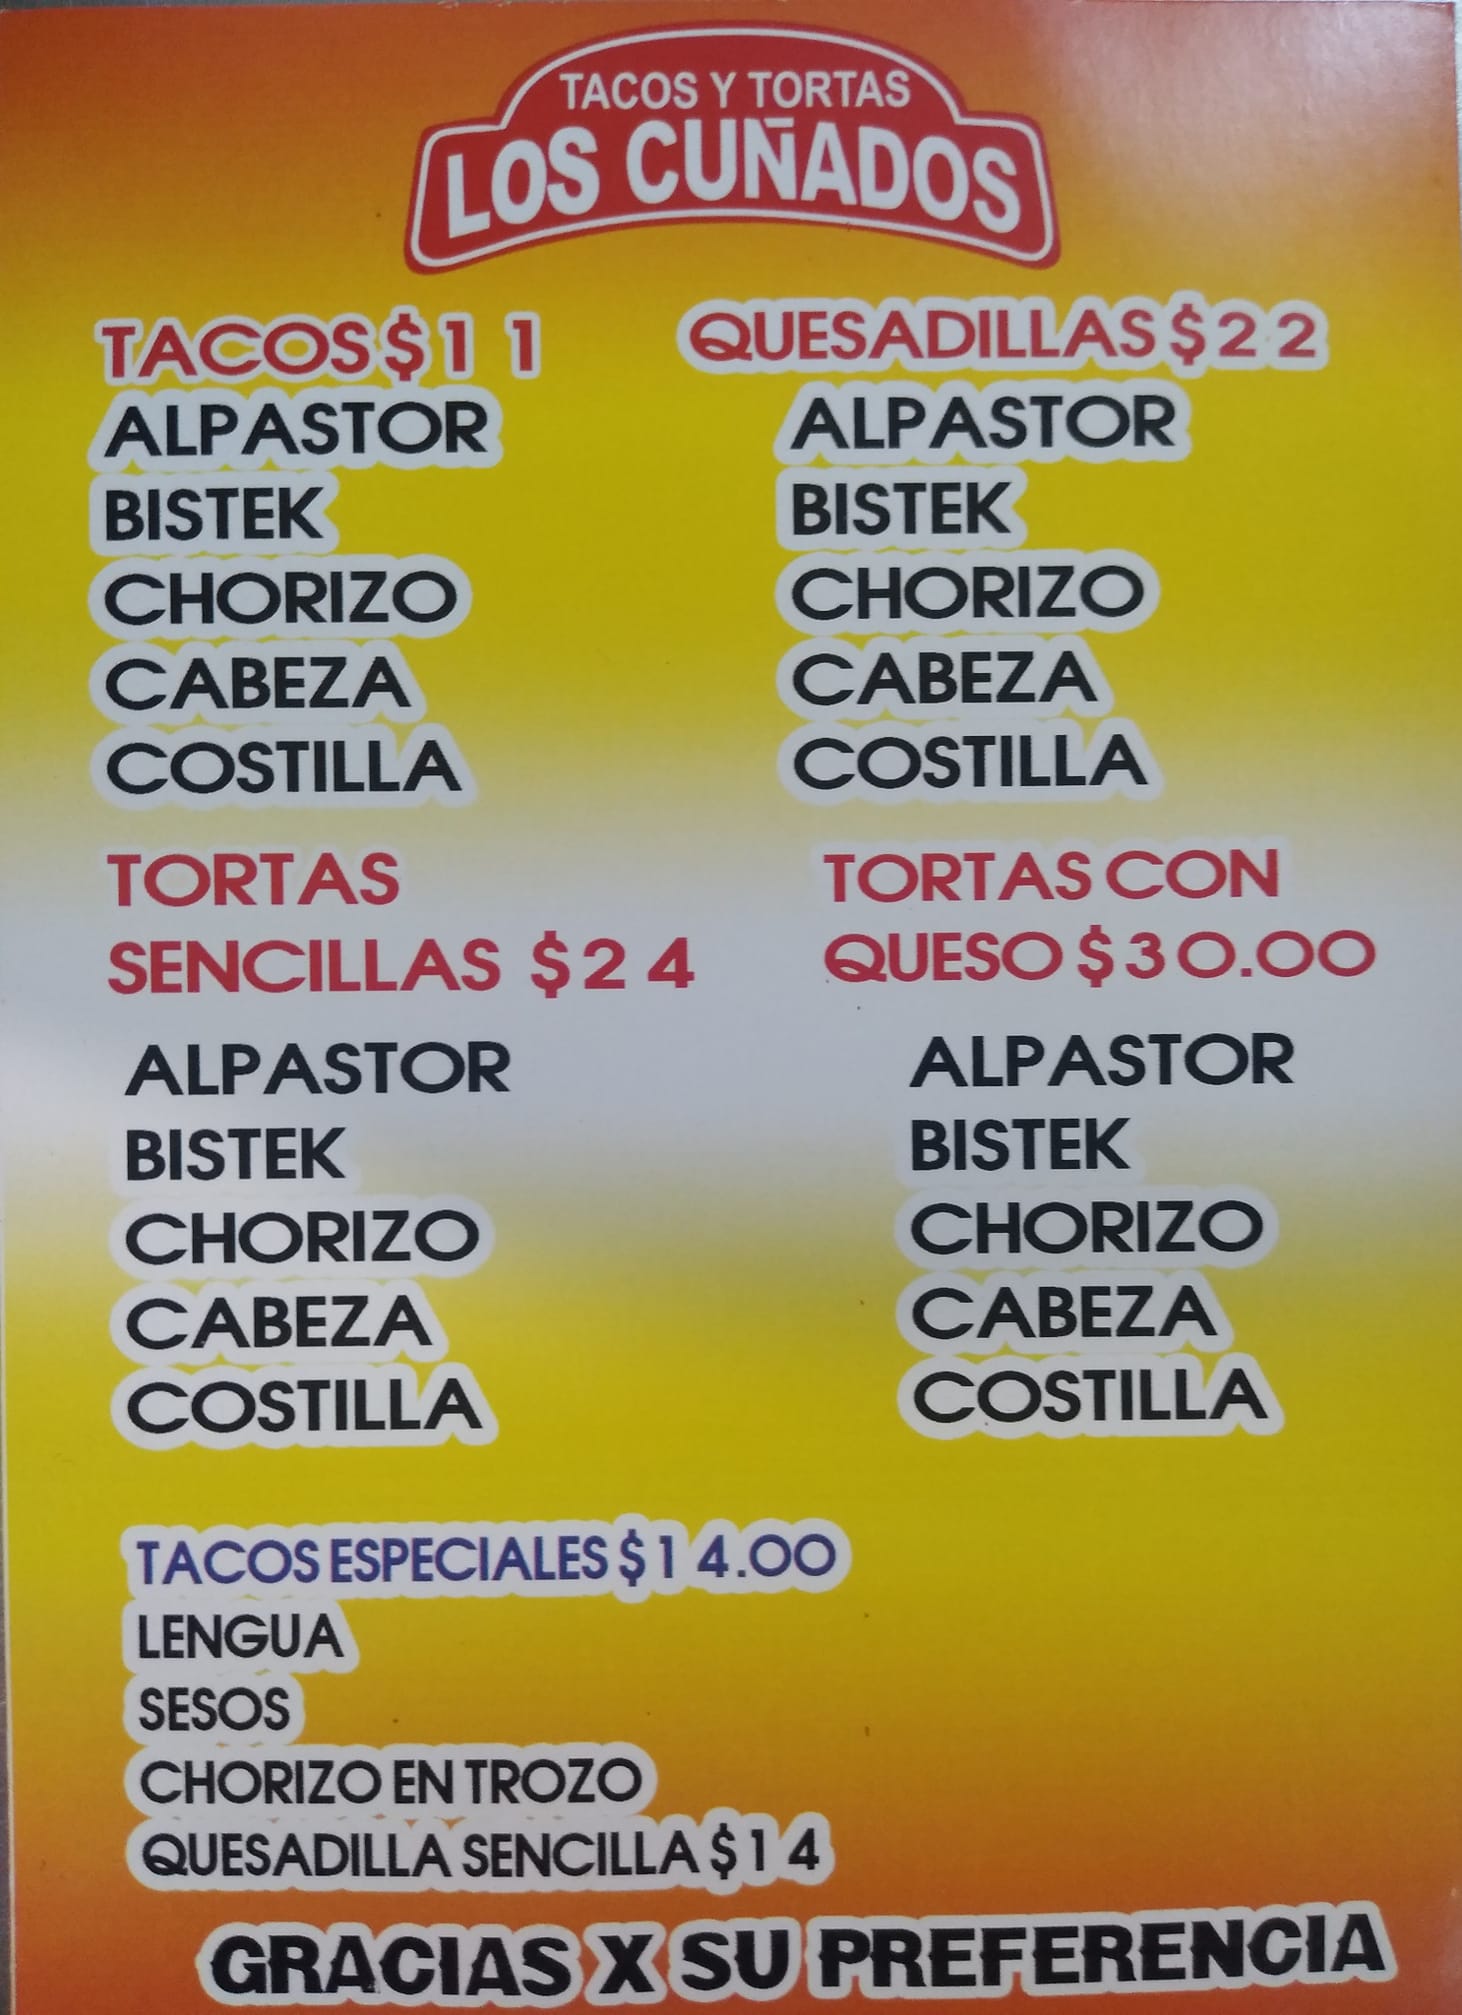 TACOS Y TORTAS
LOS CUÑADOS
TACOS $11
ALPASTOR
BISTEK
CHORIZO
CABEZA
COSTILLA
QUESADILLAS $22
ALPASTOR
BISTEK
CHORIZO
CABEZA
COSTILLA
TORTAS
SENCILLAS $24
ALPASTOR
BISTEK
CHORIZO
CABEZA
COSTILLA
TORTAS CON
QUESO $30.00
ALPASTOR
BISTEK
CHORIZO
CABEZA
COSTILLA
TACOS ESPECIALES $14.00
LENGUA
SESOS
CHORIZO EN TROZO
QUESADILLA SENCILLA $14
GRACIAS X SU PREFERENCIA